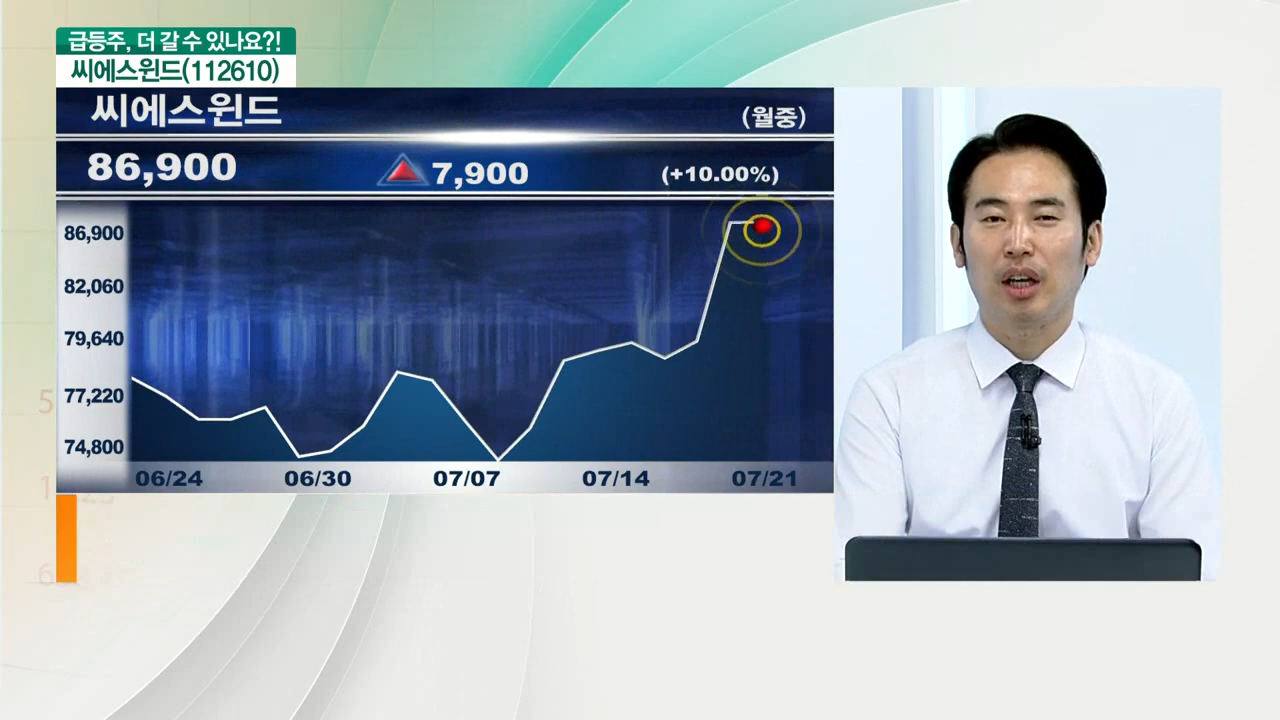 급등주, 더 갈 수 있나요?!
씨에스윈드(112610)
씨에스윈드 (월중)
86,900 7,900 (+10.00%)
86,900
82,060
79,640
77,220
74,800
06/24 06/30 07/07 07/14 07/21